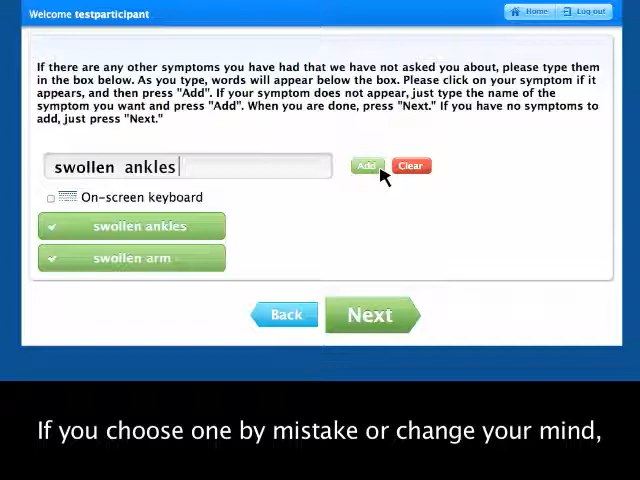 Welcome testparticipant
Home
Log out
If there are any other symptoms you have had that we have not asked you about, please type them
in the box below. As you type, words will appear below the box. Please click on your symptom if it
appears, and then press "Add". If your symptom does not appear, just type the name of the
symptom you want and press "Add". When you are done, press "Next." If you have no symptoms to
add, just press "Next."
swollen ankles
Add
Clear
On-screen keyboard
swollen ankles
swollen arm
Back
Next
If you choose one by mistake or change your mind,